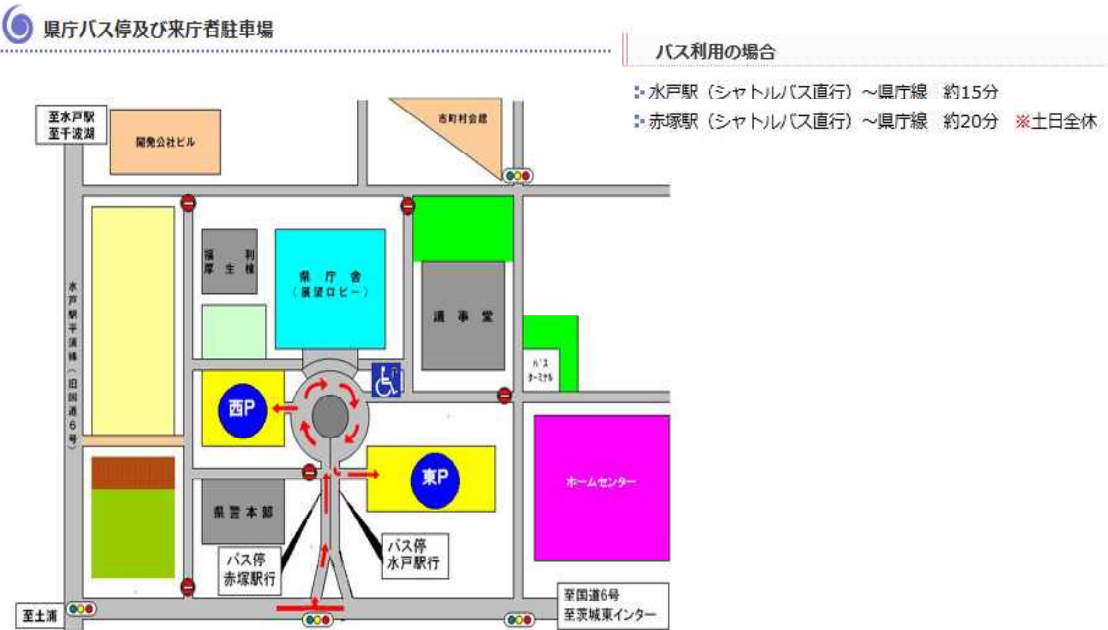 県庁バス停及び来庁者駐車場
バス利用の場合
水戸駅（シャトルバス直行）～県庁線 約15分
赤塚駅（シャトルバス直行）～県庁線 約20分 ※土日全休
至水戸駅
至千波湖
開発公社ビル
市町村会館
福利
厚生棟
県庁舎
（展望ロビー）
議事堂
バス
ターミナル
水戸駅平須線（旧国道6号）
西P
東P
ホームセンター
県警本部
バス停
赤塚駅行
バス停
水戸駅行
至土浦
至国道6号
至茨城東インター